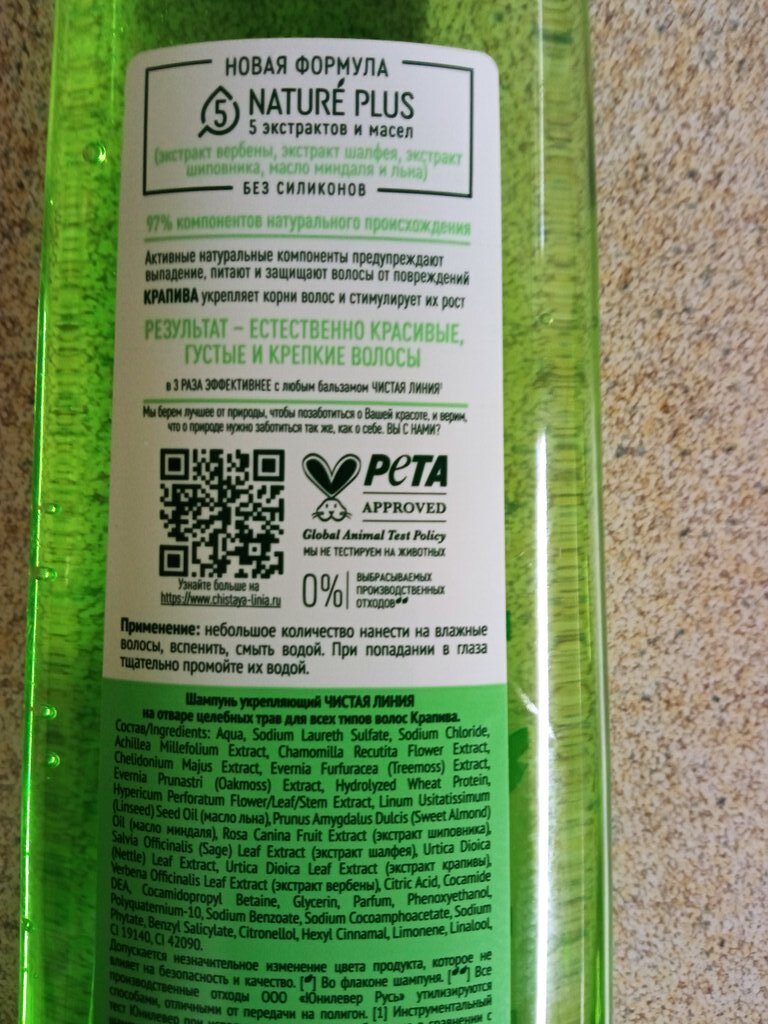 НОВАЯ ФОРМУЛА
5 NATURÉ PLUS
5 экстрактов и масел
(экстракт вербены, экстракт шалфея, экстракт
шиповника, масло миндаля и льна)
БЕЗ СИЛИКОНОВ
97% компонентов натурального происхождения
Активные натуральные компоненты предупреждают
выпадение, питают и защищают волосы от повреждений
КРАПИВА укрепляет корни волос и стимулирует их рост
РЕЗУЛЬТАТ – ЕСТЕСТВЕННО КРАСИВЫЕ,
ГУСТЫЕ И КРЕПКИЕ ВОЛОСЫ
в 3 РАЗА ЭФФЕКТИВНЕЕ с любым бальзамом ЧИСТАЯ ЛИНИЯ¹
Мы берем лучшее от природы, чтобы позаботиться о Вашей красоте, и верим,
что о природе нужно заботиться так же, как о себе. ВЫ С НАМИ?
PETA
APPROVED
Global Animal Test Policy
МЫ НЕ ТЕСТИРУЕМ НА ЖИВОТНЫХ
Узнайте больше на
https://www.chistaya-linia.ru
0% ВЫБРАСЫВАЕМЫХ
ПРОИЗВОДСТВЕННЫХ
ОТХОДОВ
Применение: небольшое количество нанести на влажные
волосы, вспенить, смыть водой. При попадании в глаза
тщательно промойте их водой.
Шампунь укрепляющий ЧИСТАЯ ЛИНИЯ
на отваре целебных трав для всех типов волос Крапива.
Состав/Ingredients: Aqua, Sodium Laureth Sulfate, Sodium Chloride,
Achillea Millefolium Extract, Chamomilla Recutita Flower Extract,
Chelidonium Majus Extract, Evernia Furfuracea (Treemoss) Extract,
Evernia Prunastri (Oakmoss) Extract, Hydrolyzed Wheat Protein,
Hypericum Perforatum Flower/Leaf/Stem Extract, Linum Usitatissimum
(Linseed) Seed Oil (масло льна), Prunus Amygdalus Dulcis (Sweet Almond)
Oil (масло миндаля), Rosa Canina Fruit Extract (экстракт шиповника),
Salvia Officinalis (Sage) Leaf Extract (экстракт шалфея), Urtica Dioica
(Nettle) Leaf Extract, Urtica Dioica Leaf Extract (экстракт крапивы),
Verbena Officinalis Leaf Extract (экстракт вербены), Citric Acid, Cocamide
DEA, Cocamidopropyl Betaine, Glycerin, Parfum, Phenoxyethanol,
Polyquaternium-10, Sodium Benzoate, Sodium Cocoamphoacetate, Sodium
Phytate, Benzyl Salicylate, Citronellol, Hexyl Cinnamal, Limonene, Linalool,
CI 19140, CI 42090.
Допускается незначительное изменение цвета продукта, которое не
влияет на безопасность и качество. [] Во флаконе шампуня. [] Все
производственные отходы ООО «Юнилевер Русь» утилизируются
способами, отличными от передачи на полигон. [1] Инструментальный
тест Юнилевер при